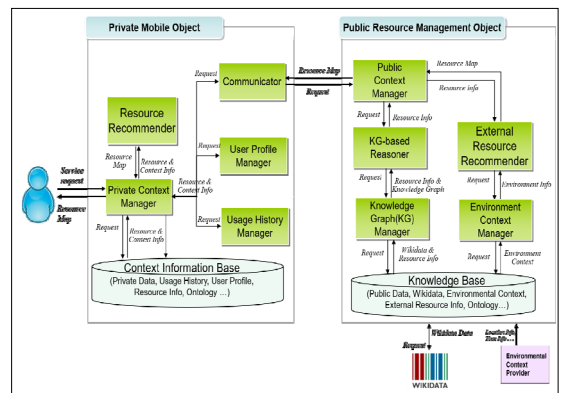 Private Mobile Object
Public Resource Management Object
Resource Map
Request
Communicator
Request
Public
Context
Manager
Resource Map
Resource info
Resource
Recommender
Request
Resource Info
Request
User Profile
Manager
KG-based
Reasoner
External
Resource
Recommender
Resource
Map
Resource &
Context Info
Service
request
Resource
Map
Private Context
Manager
Resource &
Context Info
Request
Resource Info &
Knowledge Graph
Request
Environment Info
Request
Usage History
Manager
Knowledge
Graph(KG)
Manager
Environment
Context
Manager
Request
Resource &
Context Info
Request
Wikidata &
Resource info
Request
Environment
Context
Context Information Base
(Private Data, Usage History, User Profile,
Resource Info, Ontology ...)
Knowledge Base
(Public Data, Wikidata, Environmental Context,
External Resource Info, Ontology...)
Request
Wikidata Data
Location Info,
Time Info ...
WIKIDATA
Environmental
Context
Provider